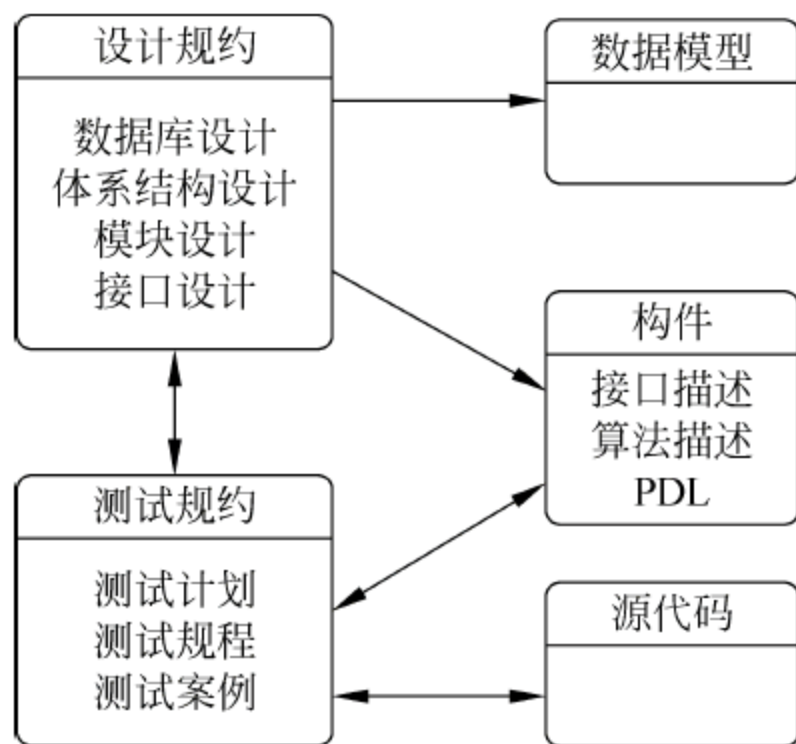 设计规约
数据库设计
体系结构设计
模块设计
接口设计
数据模型
构件
接口描述
算法描述
PDL
测试规约
测试计划
测试规程
测试案例
源代码